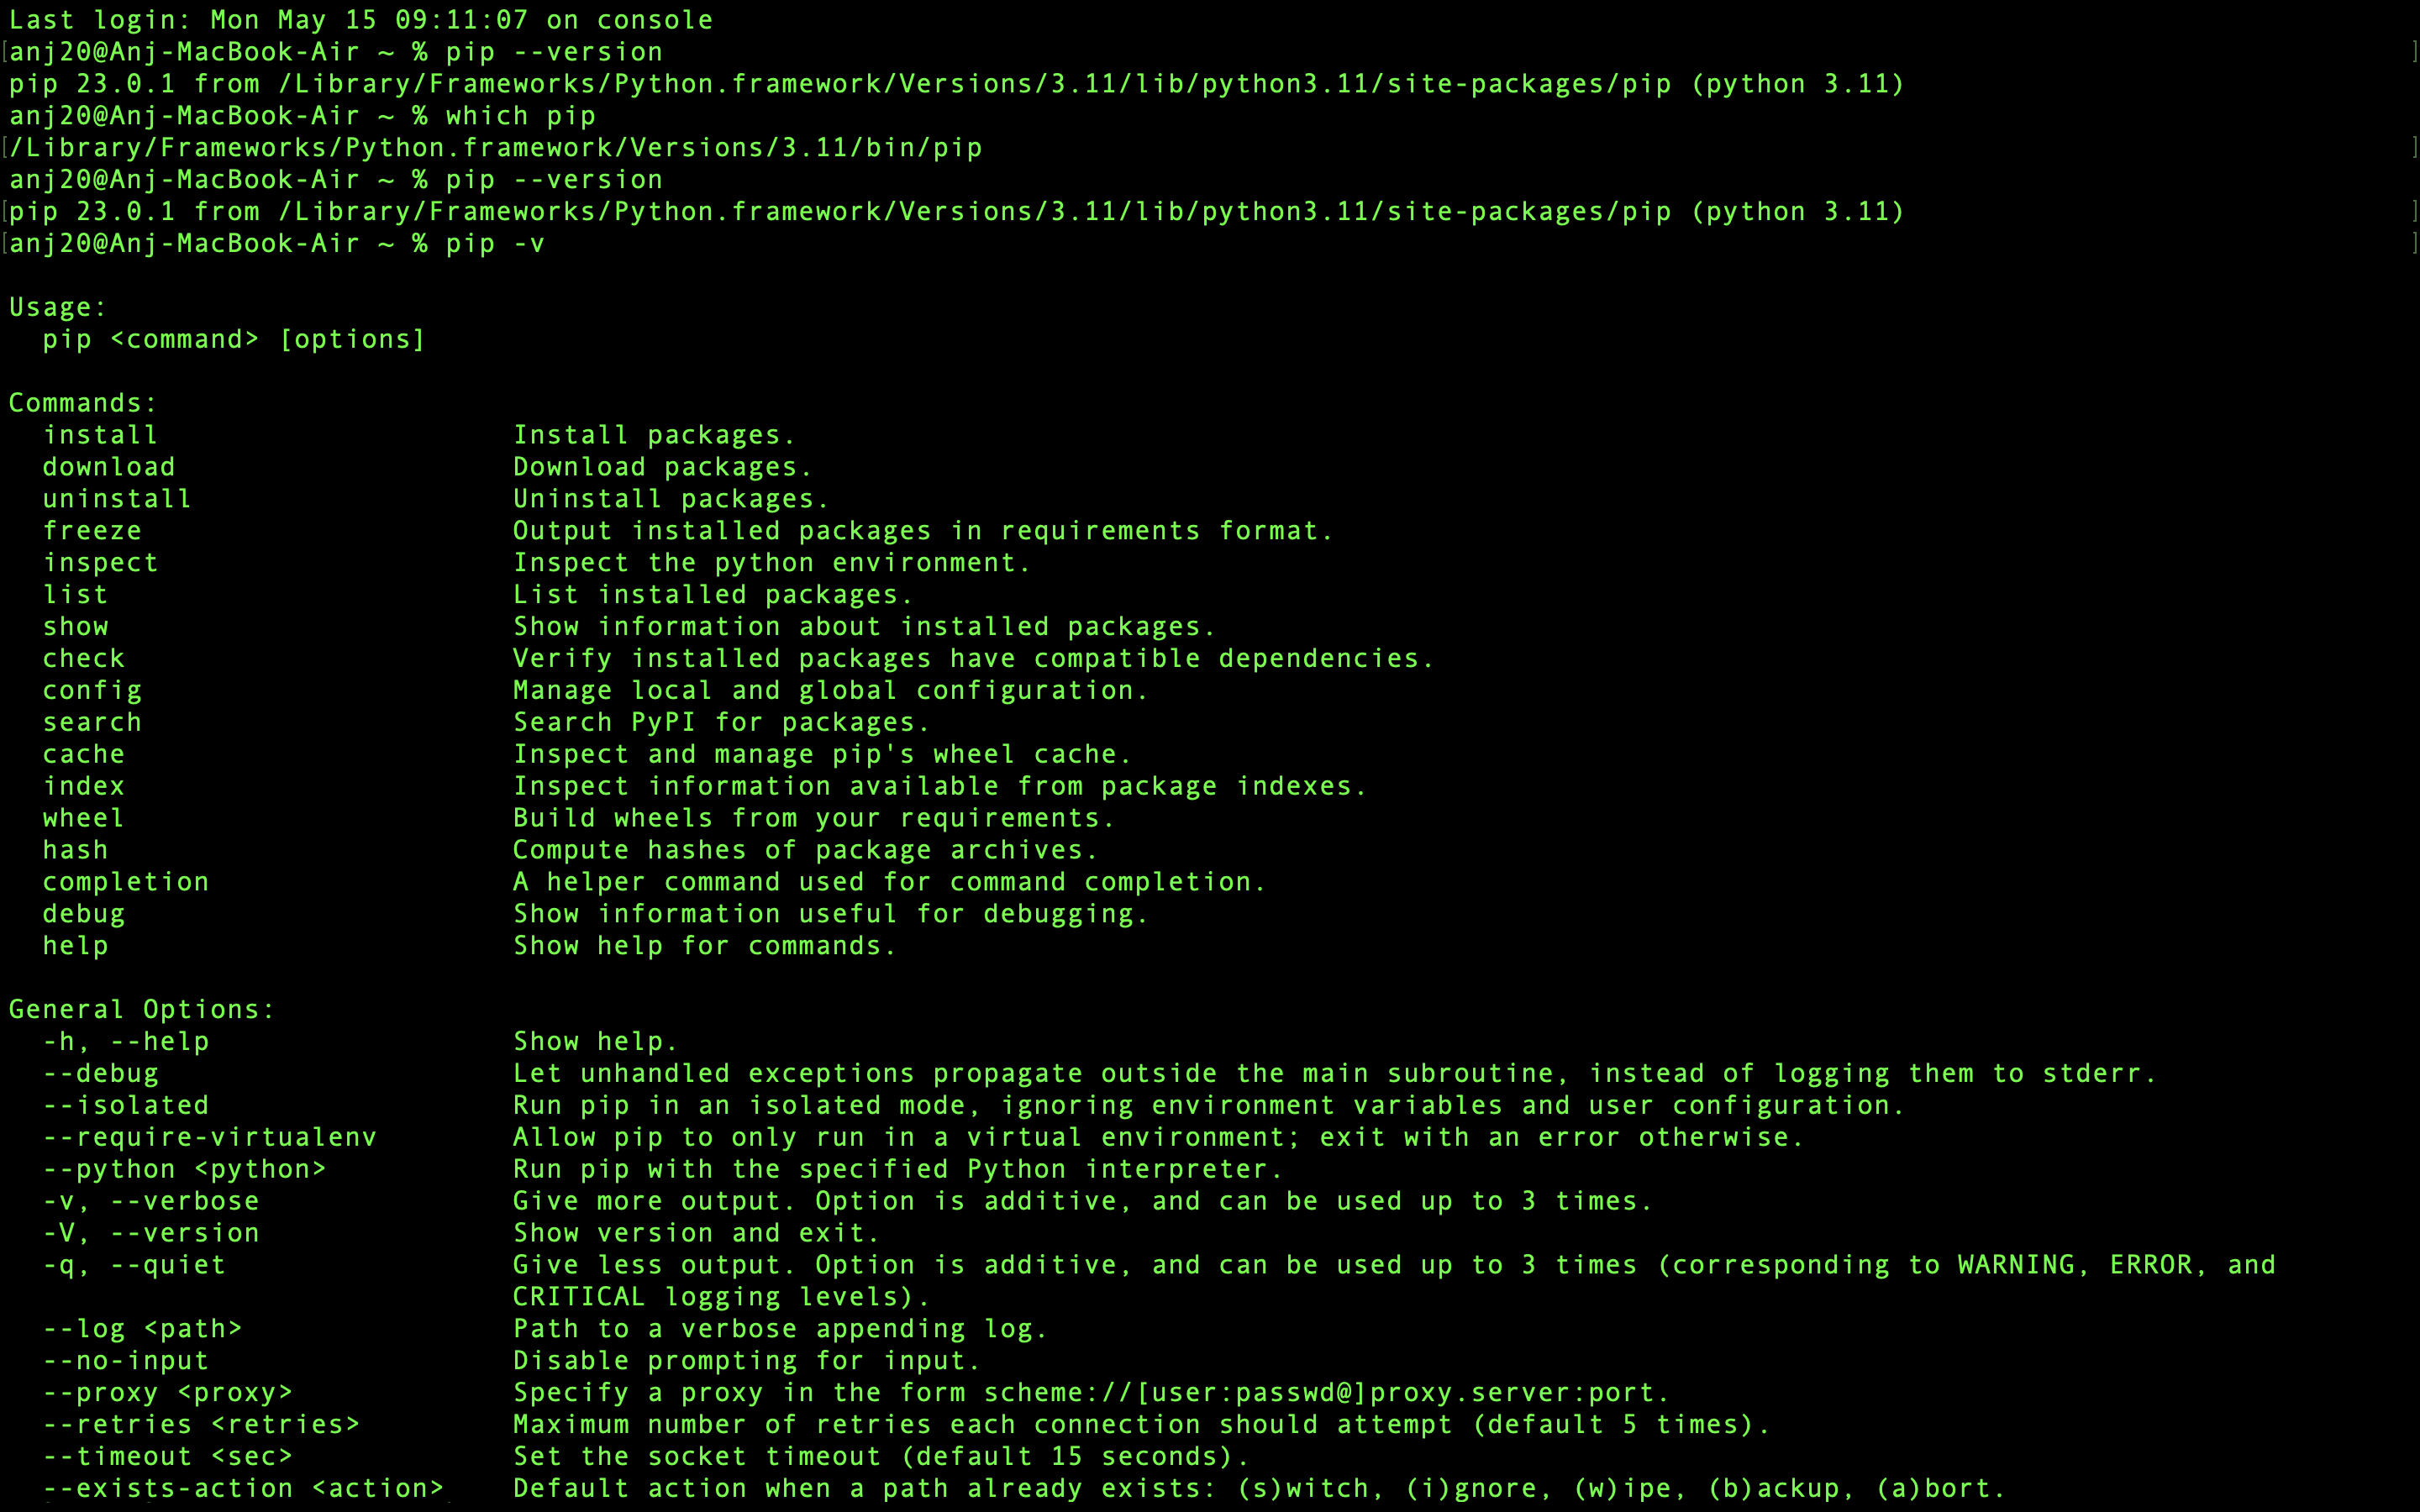 Last login: Mon May 15 09:11:07 on console
[anj20@Anj-MacBook-Air ~ % pip --version ]
pip 23.0.1 from /Library/Frameworks/Python.framework/Versions/3.11/lib/python3.11/site-packages/pip (python 3.11)
anj20@Anj-MacBook-Air ~ % which pip
[/Library/Frameworks/Python.framework/Versions/3.11/bin/pip ]
anj20@Anj-MacBook-Air ~ % pip --version
[pip 23.0.1 from /Library/Frameworks/Python.framework/Versions/3.11/lib/python3.11/site-packages/pip (python 3.11) ]
[anj20@Anj-MacBook-Air ~ % pip -v ]

Usage:
  pip <command> [options]

Commands:
  install                     Install packages.
  download                    Download packages.
  uninstall                   Uninstall packages.
  freeze                      Output installed packages in requirements format.
  inspect                     Inspect the python environment.
  list                        List installed packages.
  show                        Show information about installed packages.
  check                       Verify installed packages have compatible dependencies.
  config                      Manage local and global configuration.
  search                      Search PyPI for packages.
  cache                       Inspect and manage pip's wheel cache.
  index                       Inspect information available from package indexes.
  wheel                       Build wheels from your requirements.
  hash                        Compute hashes of package archives.
  completion                  A helper command used for command completion.
  debug                       Show information useful for debugging.
  help                        Show help for commands.

General Options:
  -h, --help                  Show help.
  --debug                     Let unhandled exceptions propagate outside the main subroutine, instead of logging them to stderr.
  --isolated                  Run pip in an isolated mode, ignoring environment variables and user configuration.
  --require-virtualenv        Allow pip to only run in a virtual environment; exit with an error otherwise.
  --python <python>           Run pip with the specified Python interpreter.
  -v, --verbose               Give more output. Option is additive, and can be used up to 3 times.
  -V, --version               Show version and exit.
  -q, --quiet                 Give less output. Option is additive, and can be used up to 3 times (corresponding to WARNING, ERROR, and
                              CRITICAL logging levels).
  --log <path>                Path to a verbose appending log.
  --no-input                  Disable prompting for input.
  --proxy <proxy>             Specify a proxy in the form scheme://[user:passwd@]proxy.server:port.
  --retries <retries>         Maximum number of retries each connection should attempt (default 5 times).
  --timeout <sec>             Set the socket timeout (default 15 seconds).
  --exists-action <action>    Default action when a path already exists: (s)witch, (i)gnore, (w)ipe, (b)ackup, (a)bort.